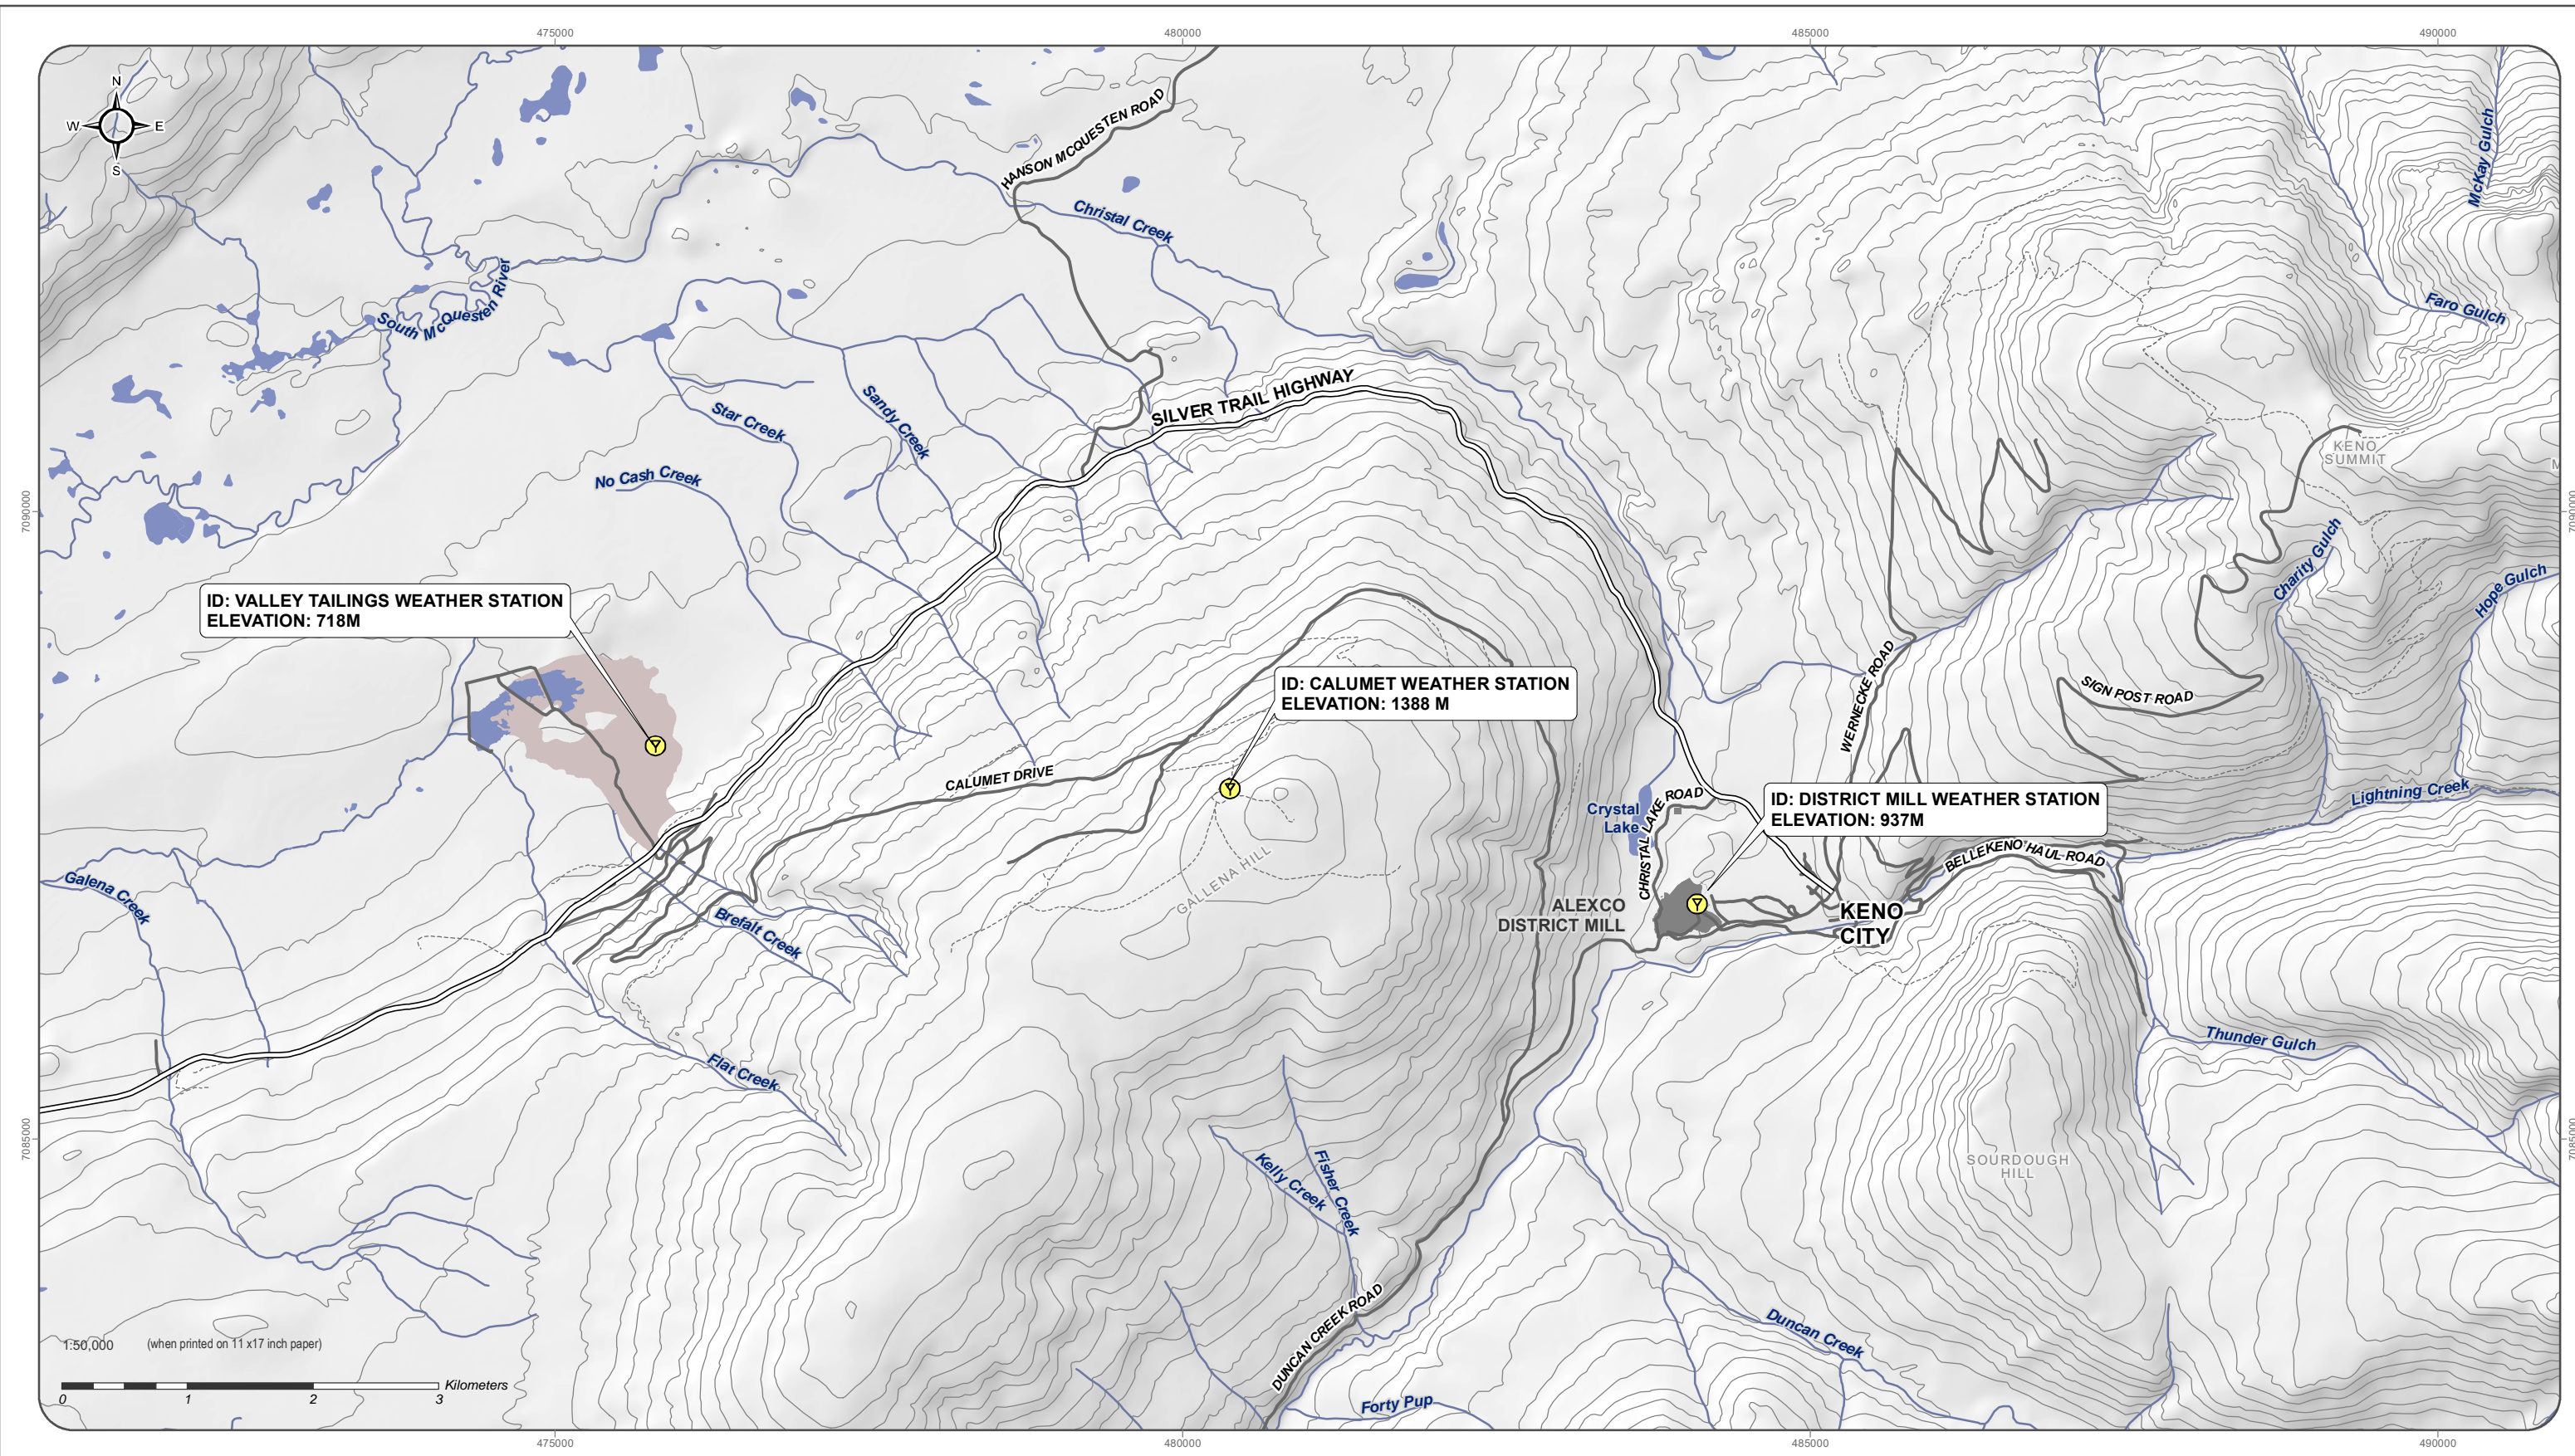 475000
480000
485000
490000
N
W
E
S
HANSON MCQUESTEN ROAD
McKay Gulch
Christal Creek
South McQuesten River
Faro Gulch
SILVER TRAIL HIGHWAY
Star Creek
Sandy Creek
KENO
SUMMIT
No Cash Creek
7090000
7090000
Charity Gulch
Hope Gulch
ID: VALLEY TAILINGS WEATHER STATION
ELEVATION: 718M
ID: CALUMET WEATHER STATION
ELEVATION: 1388 M
WERNECKE ROAD
SIGN POST ROAD
CALUMET DRIVE
Crystal
Lake
CHRISTAL LAKE ROAD
ID: DISTRICT MILL WEATHER STATION
ELEVATION: 937M
Lightning Creek
BELLEKENO HAUL ROAD
GALLENA HILL
Galena Creek
ALEXCO
DISTRICT MILL
KENO
CITY
Brefalt Creek
Flat Creek
Thunder Gulch
7085000
7085000
SOURDOUGH
HILL
Kelly Creek
Fisher Creek
DUNCAN CREEK ROAD
Duncan Creek
Forty Pup
1:50,000
(when printed on 11 x17 inch paper)
Kilometers
0
1
2
3
475000
480000
485000
490000